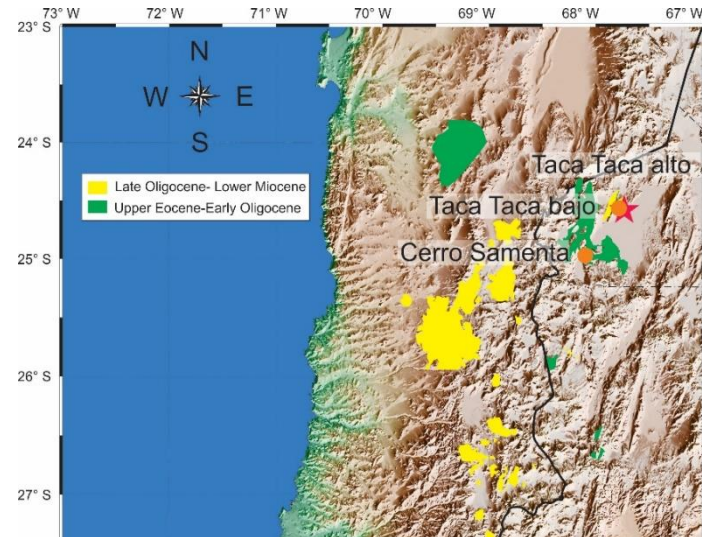 73° W 72° W 71° W 70° W 69° W 68° W 67° W
23° S
N
W E
S
24° S
Taca Taca alto
Late Oligocene- Lower Miocene
Upper Eocene-Early Oligocene
Taca Taca bajo
Cerro Samenta
25° S
26° S
27° S